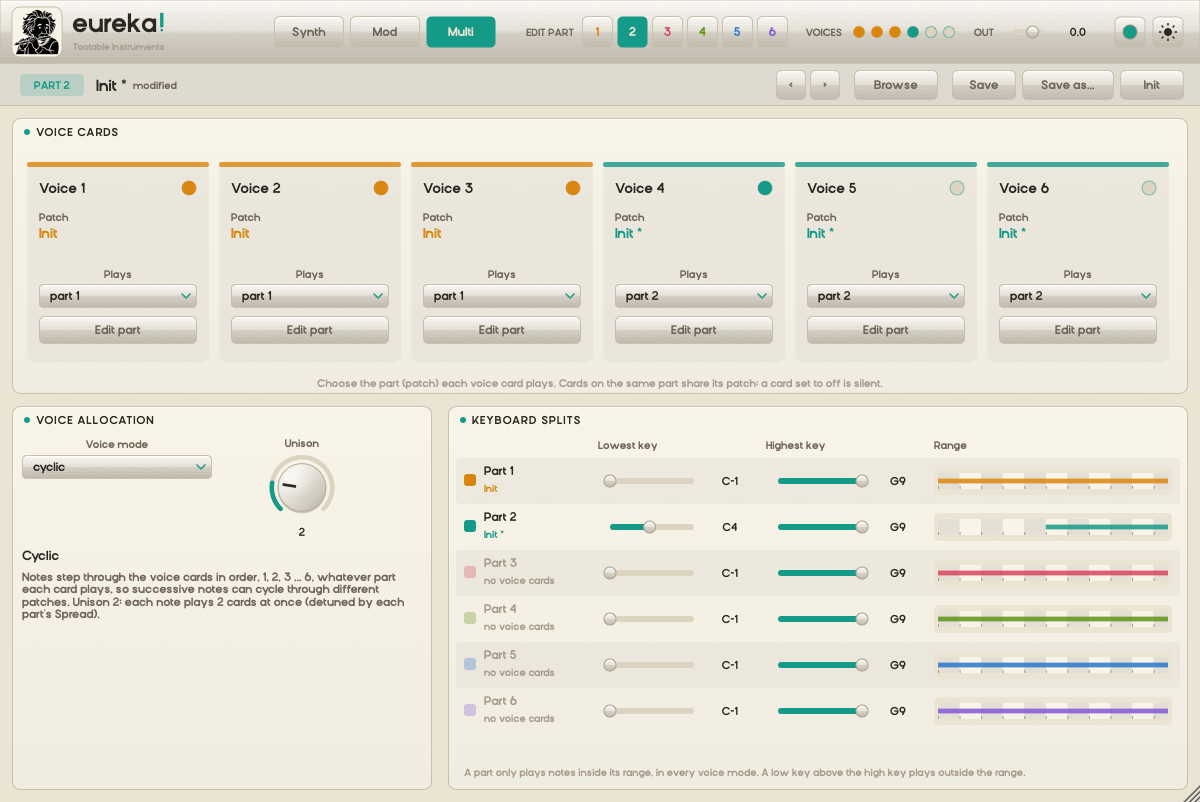 eureka!
Tootable Instruments
Synth Mod Multi EDIT PART 1 2 3 4 5 6 VOICES OUT 0.0
PART 2 Init * modified ‹ › Browse Save Save as... Init
VOICE CARDS
Voice 1 Voice 2 Voice 3 Voice 4 Voice 5 Voice 6
Patch Patch Patch Patch Patch Patch
Init Init Init Init * Init * Init *
Plays Plays Plays Plays Plays Plays
part 1 part 1 part 1 part 2 part 2 part 2
Edit part Edit part Edit part Edit part Edit part Edit part
Choose the part (patch) each voice card plays. Cards on the same part share its patch; a card set to off is silent.
VOICE ALLOCATION
Voice mode Unison
cyclic
2
Cyclic
Notes step through the voice cards in order, 1, 2, 3 ... 6, whatever part
each card plays, so successive notes can cycle through different
patches. Unison 2: each note plays 2 cards at once (detuned by each
part's Spread).
KEYBOARD SPLITS
Lowest key Highest key Range
Part 1
Init C-1 G9
Part 2
Init * C4 G9
Part 3
no voice cards C-1 G9
Part 4
no voice cards C-1 G9
Part 5
no voice cards C-1 G9
Part 6
no voice cards C-1 G9
A part only plays notes inside its range, in every voice mode. A low key above the high key plays outside the range.